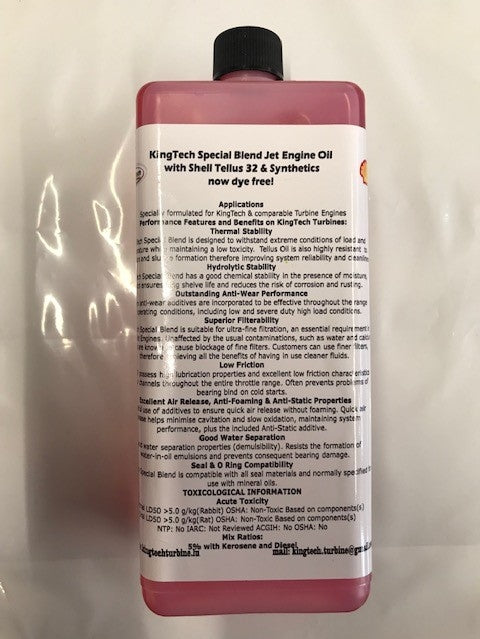 KingTech Special Blend Jet Engine Oil
with Shell Tellus 32 & Synthetics
now dye free!
Applications
Specially formulated for KingTech & comparable Turbine Engines
Performance Features and Benefits on KingTech Turbines:
Thermal Stability
Special Blend is designed to withstand extreme conditions of load and
maintaining a low toxicity. Tellus Oil is also highly resistant
formation therefore improving system reliability and
Hydrolytic Stability
Special Blend has a good chemical stability in the presence of moisture,
ensures shelve life and reduces the risk of corrosion and rusting.
Outstanding Anti-Wear Performance
anti-wear additives are incorporated to be effective throughout the range
operating conditions, including low and severe duty high load conditions.
Superior Filterability
Special Blend is suitable for ultra-fine filtration, an essential requirement
Engines. Unaffected by the usual contaminations, such as water and
are known cause blockage of fine filters. Customers can use finer filters,
therefore achieving all the benefits of having in use cleaner fluids.
Low Friction
possess high lubrication properties and excellent low friction characteristics
channels throughout the entire throttle range. Often prevents problems of
bearing bind on cold starts.
Excellent Air Release, Anti-Foaming & Anti-Static Properties
use of additives to ensure quick air release without foaming. Quick air
helps minimise cavitation and slow oxidation, maintaining system
performance, plus the included Anti-Static additive.
Good Water Separation
water separation properties (demulsibility). Resists the formation of
water-in-oil emulsions and prevents consequent bearing damage.
Seal & O Ring Compatibility
Special Blend is compatible with all seal materials and normally specified
use with mineral oils.
TOXICOLOGICAL INFORMATION
Acute Toxicity
LD50 >5.0 g/kg(Rabbit) OSHA: Non-Toxic Based on components(s)
LD50 >5.0 g/kg(Rat) OSHA: Non-Toxic Based on components(s)
NTP: No IARC: Not Reviewed ACGIH: No OSHA: No
Mix Ratios:
5% with Kerosene and Diesel
kingtechturbine.lu mail: kingtech.turbine@gmail